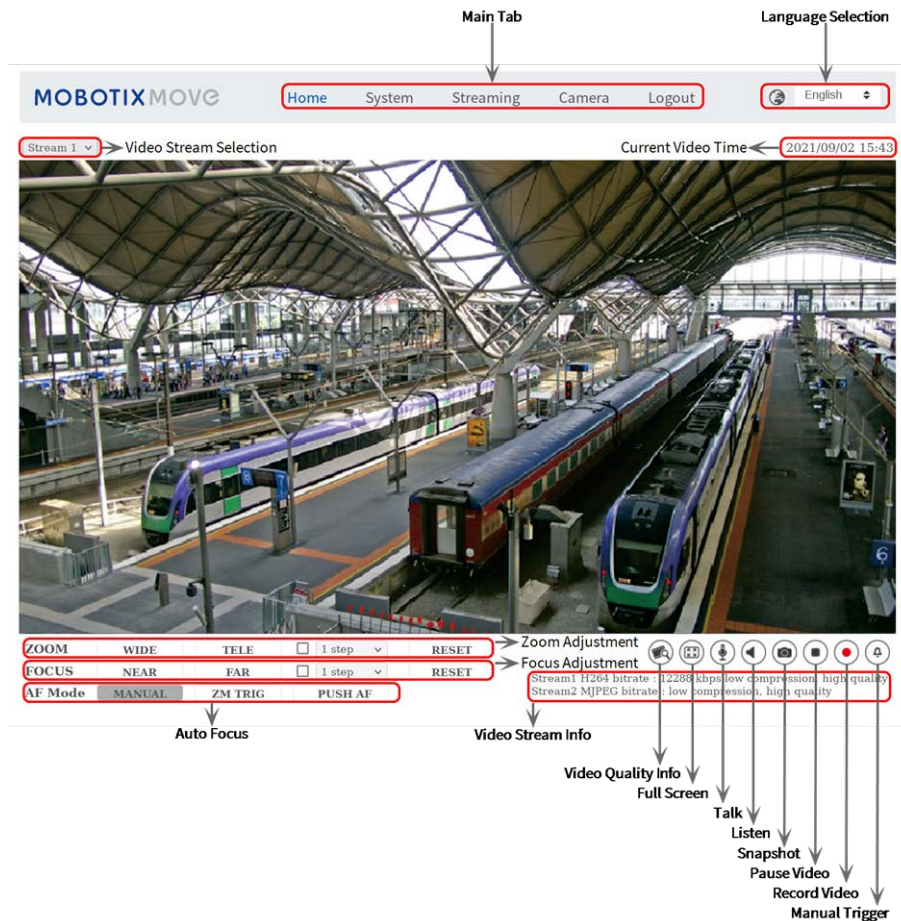 Main Tab
Language Selection
MOBOTIX MOVE
Home System Streaming Camera Logout
English
Stream 1
Video Stream Selection
Current Video Time
2021/09/02 15:43
8
7
6
ZOOM WIDE TELE 1 step RESET
Zoom Adjustment
FOCUS NEAR FAR 1 step RESET
Focus Adjustment
AF Mode MANUAL ZM TRIG PUSH AF
Stream1 H264 bitrate : 12288 kbps low compression, high quality
Stream2 MJPEG bitrate : low compression, high quality
Auto Focus
Video Stream Info
Video Quality Info
Full Screen
Talk
Listen
Snapshot
Pause Video
Record Video
Manual Trigger